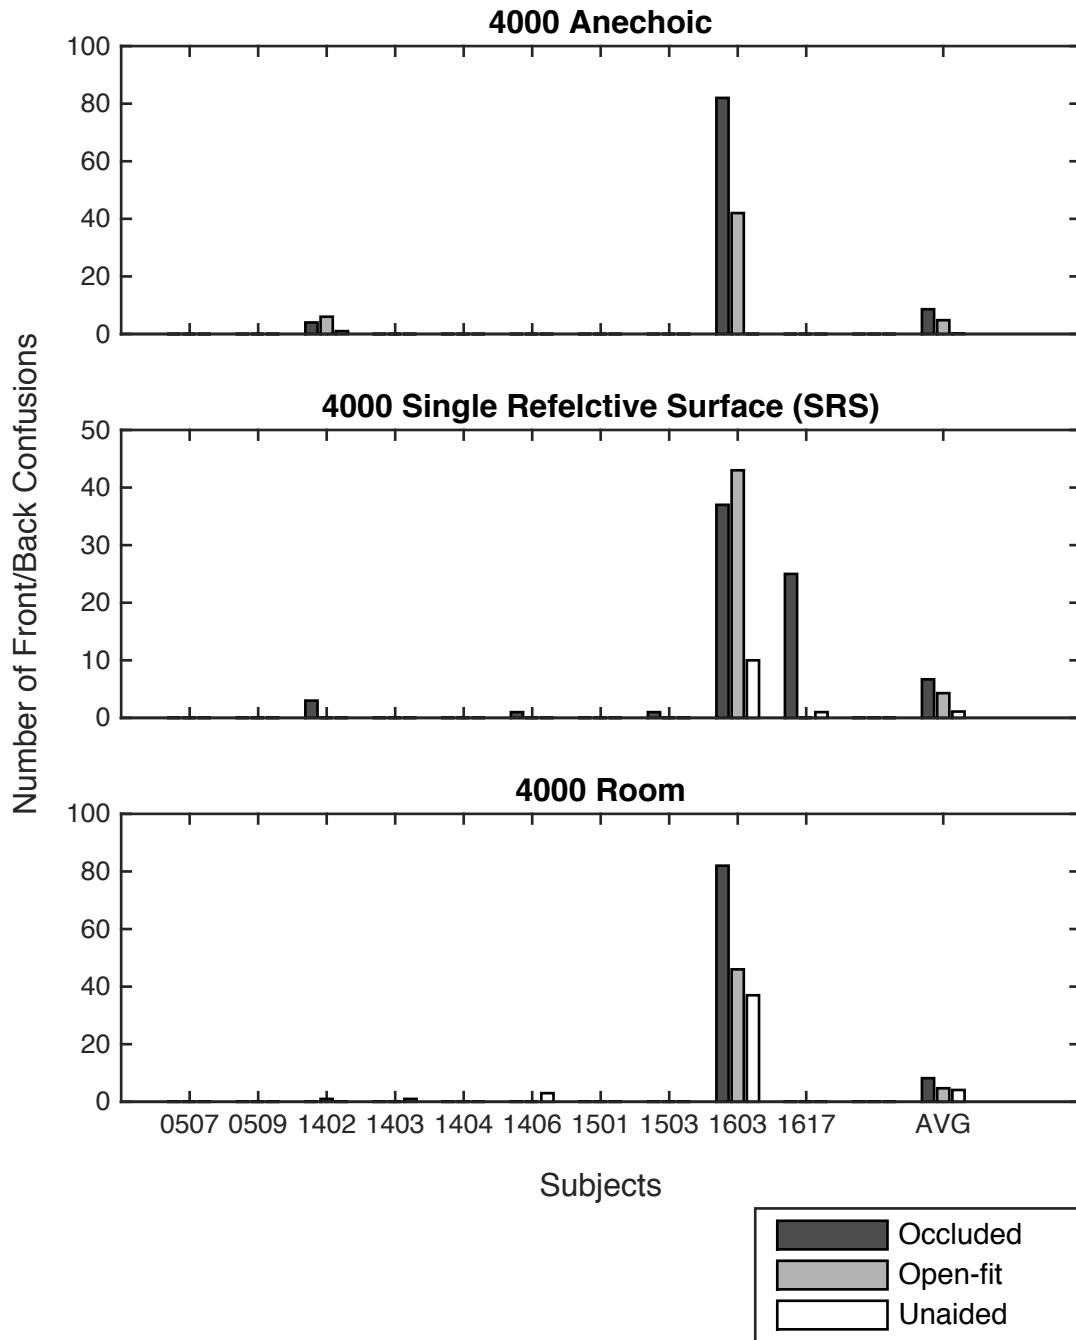 4000 Anechoic
100
80
60
40
20
0
4000 Single Refelctive Surface (SRS)
50
40
30
20
10
0
Number of Front/Back Confusions
4000 Room
100
80
60
40
20
0
0507 0509 1402 1403 1404 1406 1501 1503 1603 1617 AVG
Subjects
Occluded
Open-fit
Unaided